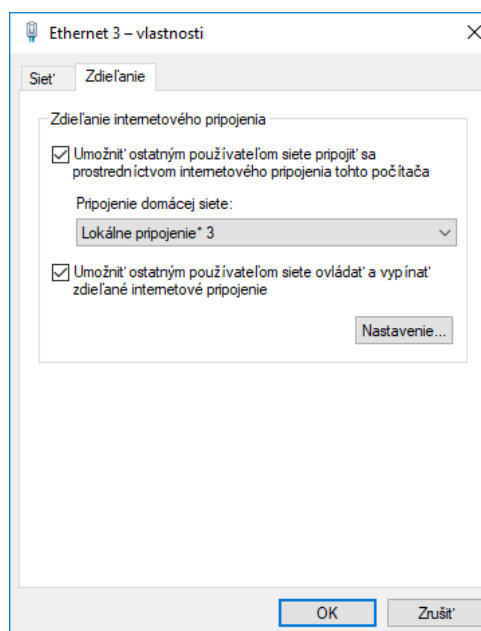 Ethernet 3 – vlastnosti
Sieť
Zdieľanie
Zdieľanie internetového pripojenia
Umožniť ostatným používateľom siete pripojiť sa
prostredníctvom internetového pripojenia tohto počítača
Pripojenie domácej siete:
Lokálne pripojenie* 3
Umožniť ostatným používateľom siete ovládať a vypínať
zdieľané internetové pripojenie
Nastavenie...
OK
Zrušiť